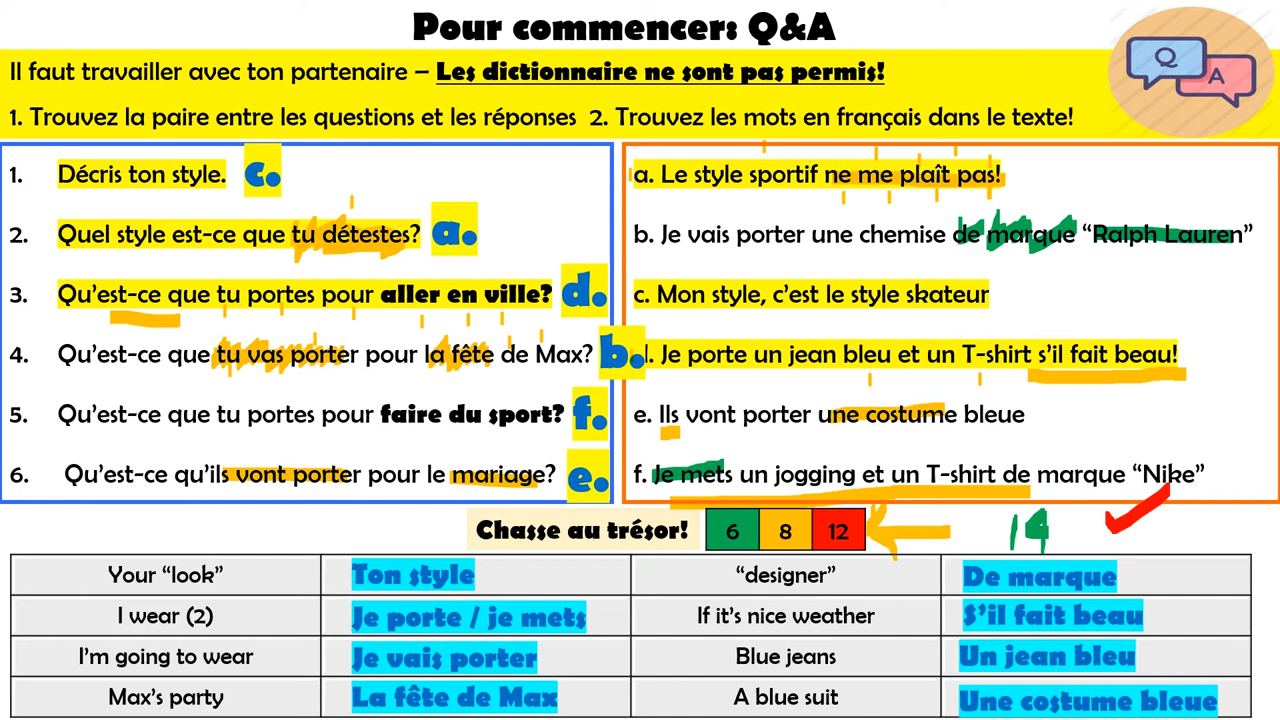 Pour commencer: Q&A
Q
A
Il faut travailler avec ton partenaire – Les dictionnaire ne sont pas permis!
1. Trouvez la paire entre les questions et les réponses 2. Trouvez les mots en français dans le texte!
1. Décris ton style. c.
2. Quel style est-ce que tu détestes? a.
3. Qu'est-ce que tu portes pour aller en ville? d.
4. Qu'est-ce que tu vas porter pour la fête de Max? b.
5. Qu'est-ce que tu portes pour faire du sport? f.
6. Qu'est-ce qu'ils vont porter pour le mariage? e.
a. Le style sportif ne me plaît pas!
b. Je vais porter une chemise de marque “Ralph Lauren”
c. Mon style, c'est le style skateur
d. Je porte un jean bleu et un T-shirt s'il fait beau!
e. Ils vont porter une costume bleue
f. Je mets un jogging et un T-shirt de marque “Nike”
Chasse au trésor! 6 8 12
14
Your “look” Ton style “designer” De marque
I wear (2) Je porte / je mets If it's nice weather S'il fait beau
I'm going to wear Je vais porter Blue jeans Un jean bleu
Max's party La fête de Max A blue suit Une costume bleue